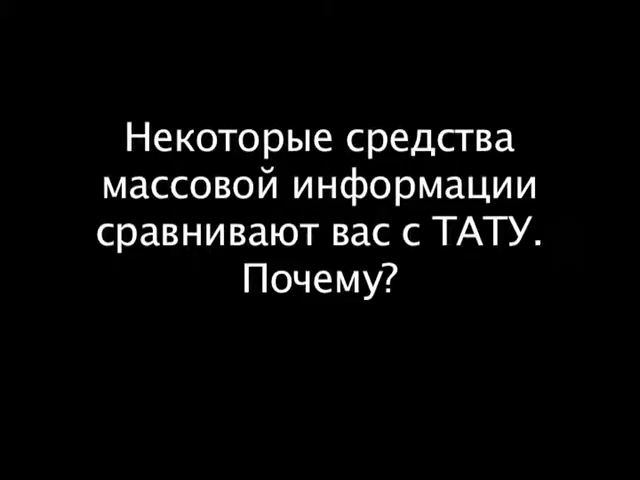 Некоторые средства
массовой информации
сравнивают вас с ТАТУ.
Почему?